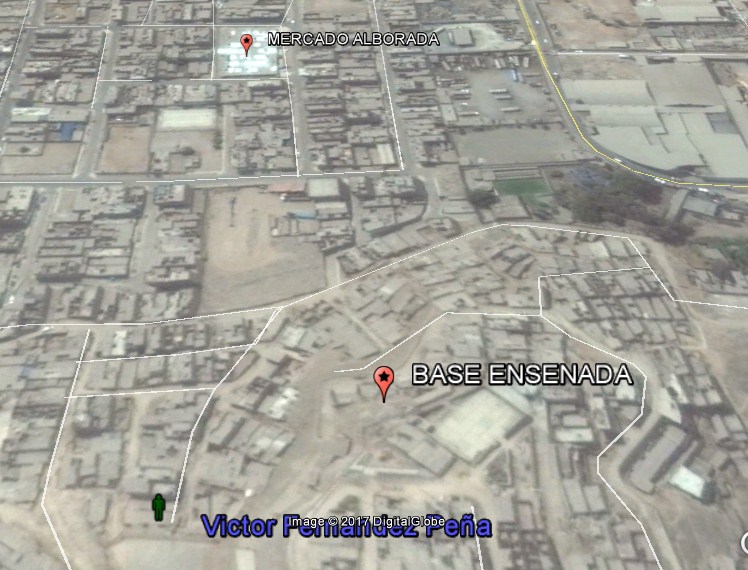 MERCADO ALBORADA
BASE ENSENADA
Victor Fernandez Peña
Image © 2017 DigitalGlobe